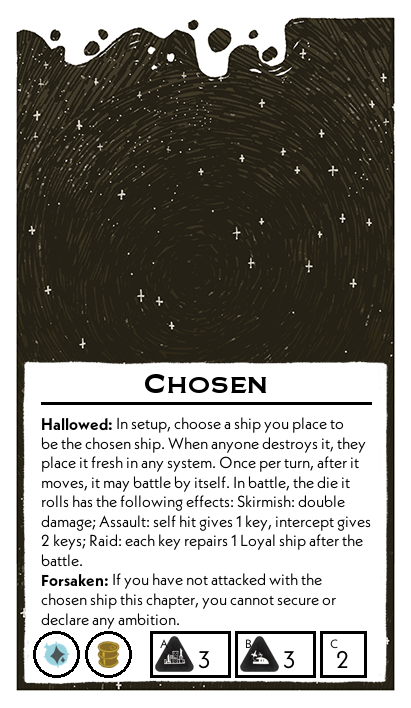 CHOSEN
Hallowed: In setup, choose a ship you place to
be the chosen ship. When anyone destroys it, they
place it fresh in any system. Once per turn, after it
moves, it may battle by itself. In battle, the die it
rolls has the following effects: Skirmish: double
damage; Assault: self hit gives 1 key, intercept gives
2 keys; Raid: each key repairs 1 Loyal ship after the
battle.
Forsaken: If you have not attacked with the
chosen ship this chapter, you cannot secure or
declare any ambition.
A 3 B 3 C 2